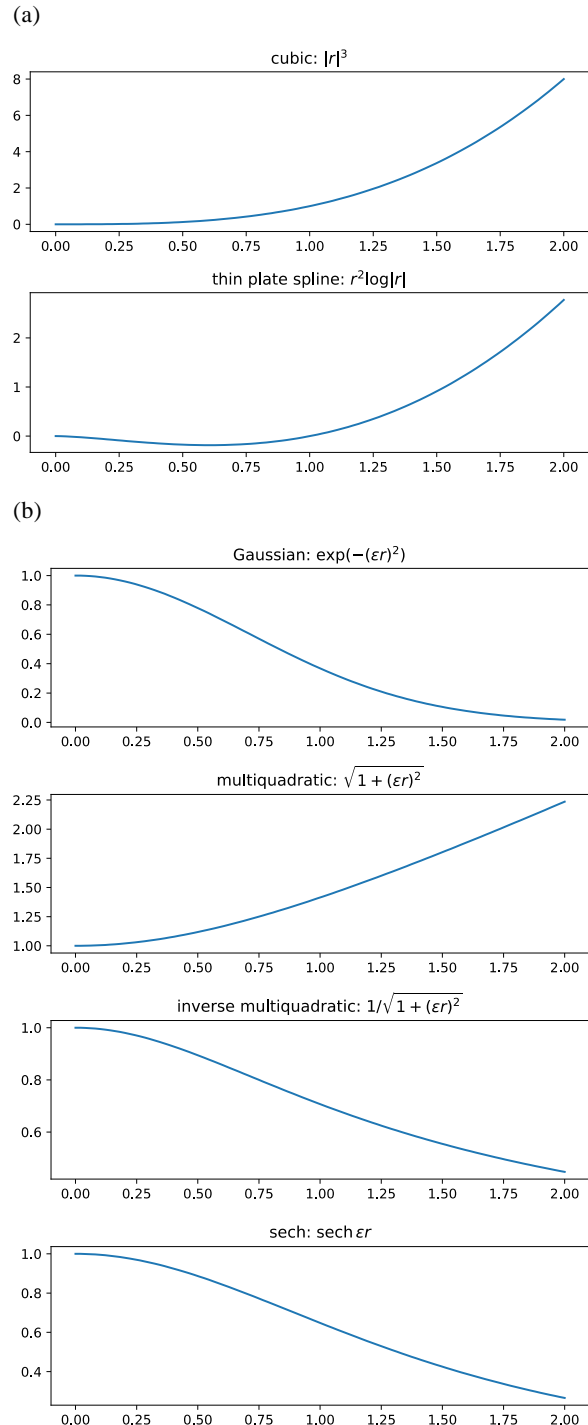 (a)
cubic: |r|³
8
6
4
2
0
0.00 0.25 0.50 0.75 1.00 1.25 1.50 1.75 2.00
thin plate spline: r²log|r|
2
1
0
0.00 0.25 0.50 0.75 1.00 1.25 1.50 1.75 2.00
(b)
Gaussian: exp(−(εr)²)
1.0
0.8
0.6
0.4
0.2
0.0
0.00 0.25 0.50 0.75 1.00 1.25 1.50 1.75 2.00
multiquadratic: √1 + (εr)²
2.25
2.00
1.75
1.50
1.25
1.00
0.00 0.25 0.50 0.75 1.00 1.25 1.50 1.75 2.00
inverse multiquadratic: 1/√1 + (εr)²
1.0
0.8
0.6
0.00 0.25 0.50 0.75 1.00 1.25 1.50 1.75 2.00
sech: sech εr
1.0
0.8
0.6
0.4
0.00 0.25 0.50 0.75 1.00 1.25 1.50 1.75 2.00